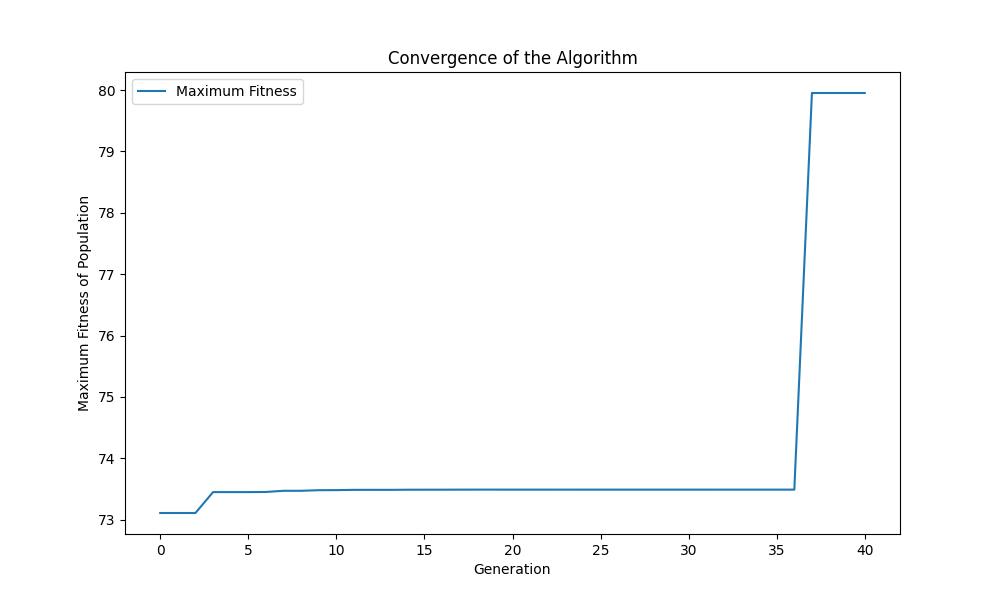 Convergence of the Algorithm
Maximum Fitness
Maximum Fitness of Population
80
79
78
77
76
75
74
73
0 5 10 15 20 25 30 35 40
Generation